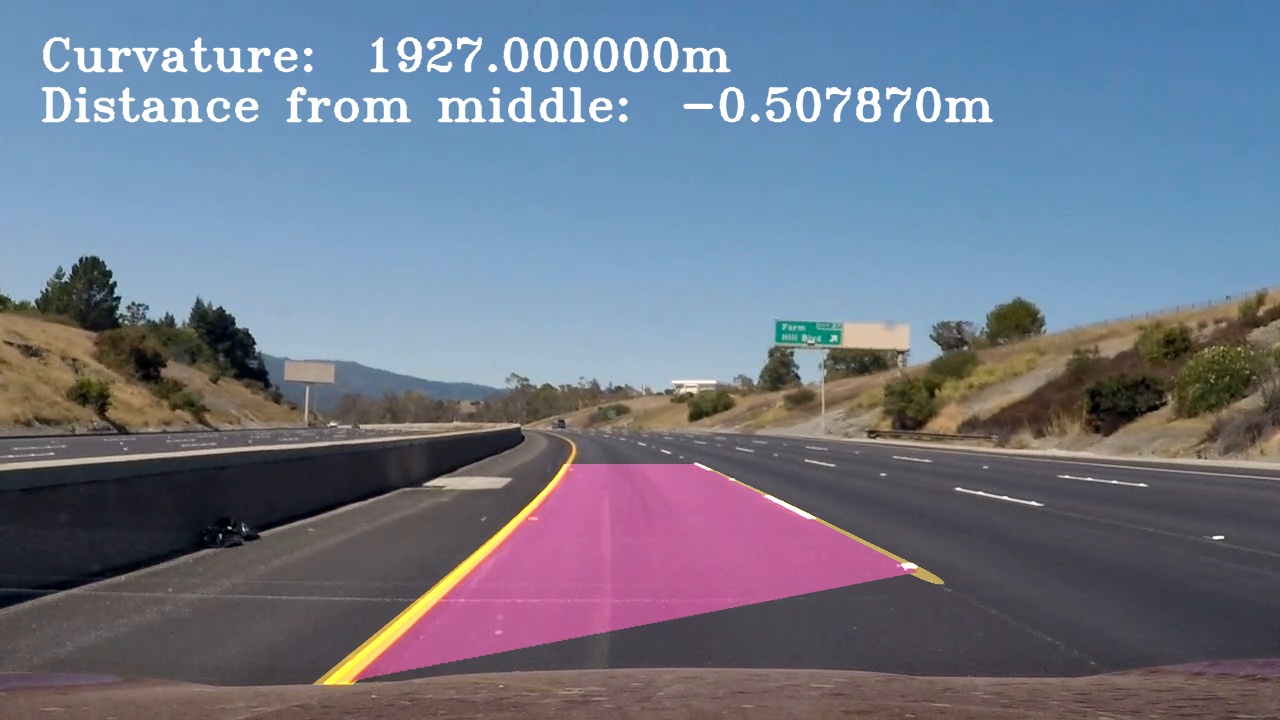 Curvature: 1927.000000m
Distance from middle: −0.507870m
Farm
Hill Blvd